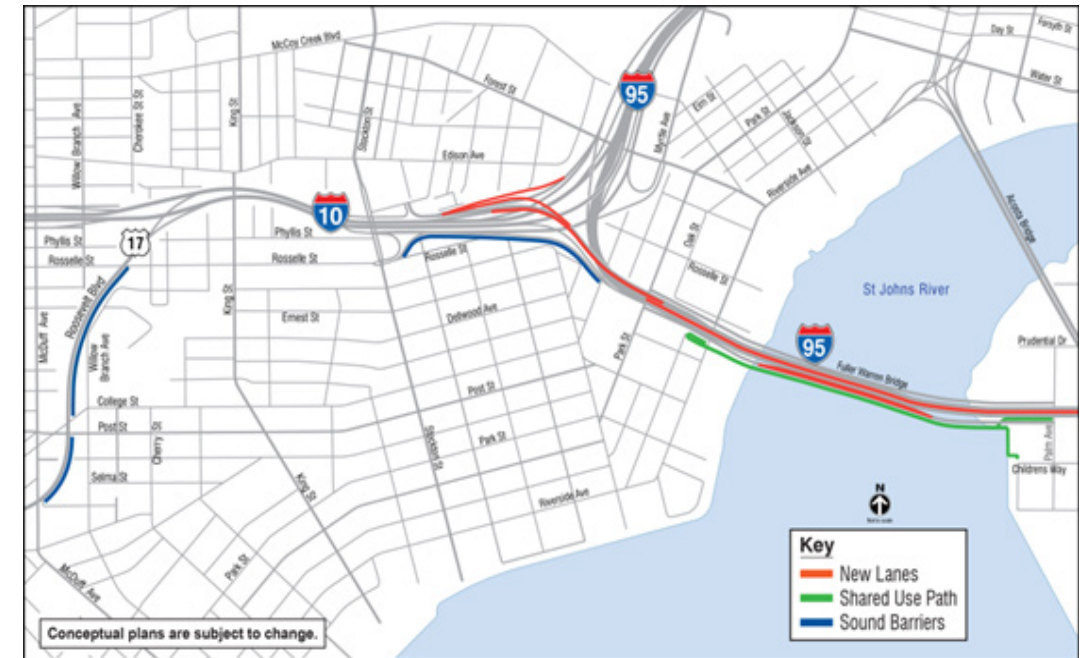 McCoy Creek Blvd
Forest St
95
Day St
Forsyth St
Water St
Willow Branch Ave
Cherokee St St
King St
Stockton St
Edison Ave
Myrtle Ave
Elm St
Park St
Jackson St
Riverside Ave
Acosta Bridge
10
Phyllis St
17
Phyllis St
Rosselle St
Rosselle St
Rosselle St
Oak St
Rosselle St
St Johns River
Roosevelt Blvd
McDuff Ave
Willow
Branch Ave
King St
Ernest St
Dellwood Ave
Park St
95
Fuller Warren Bridge
Prudential Dr
College St
Post St
Post St
Cherry St
Park St
Stockton St
Palm Ave
Selma St
King St
Riverside Ave
Childrens Way
N
Not to scale
McDuff Ave
Park St
Key
New Lanes
Shared Use Path
Sound Barriers
Conceptual plans are subject to change.